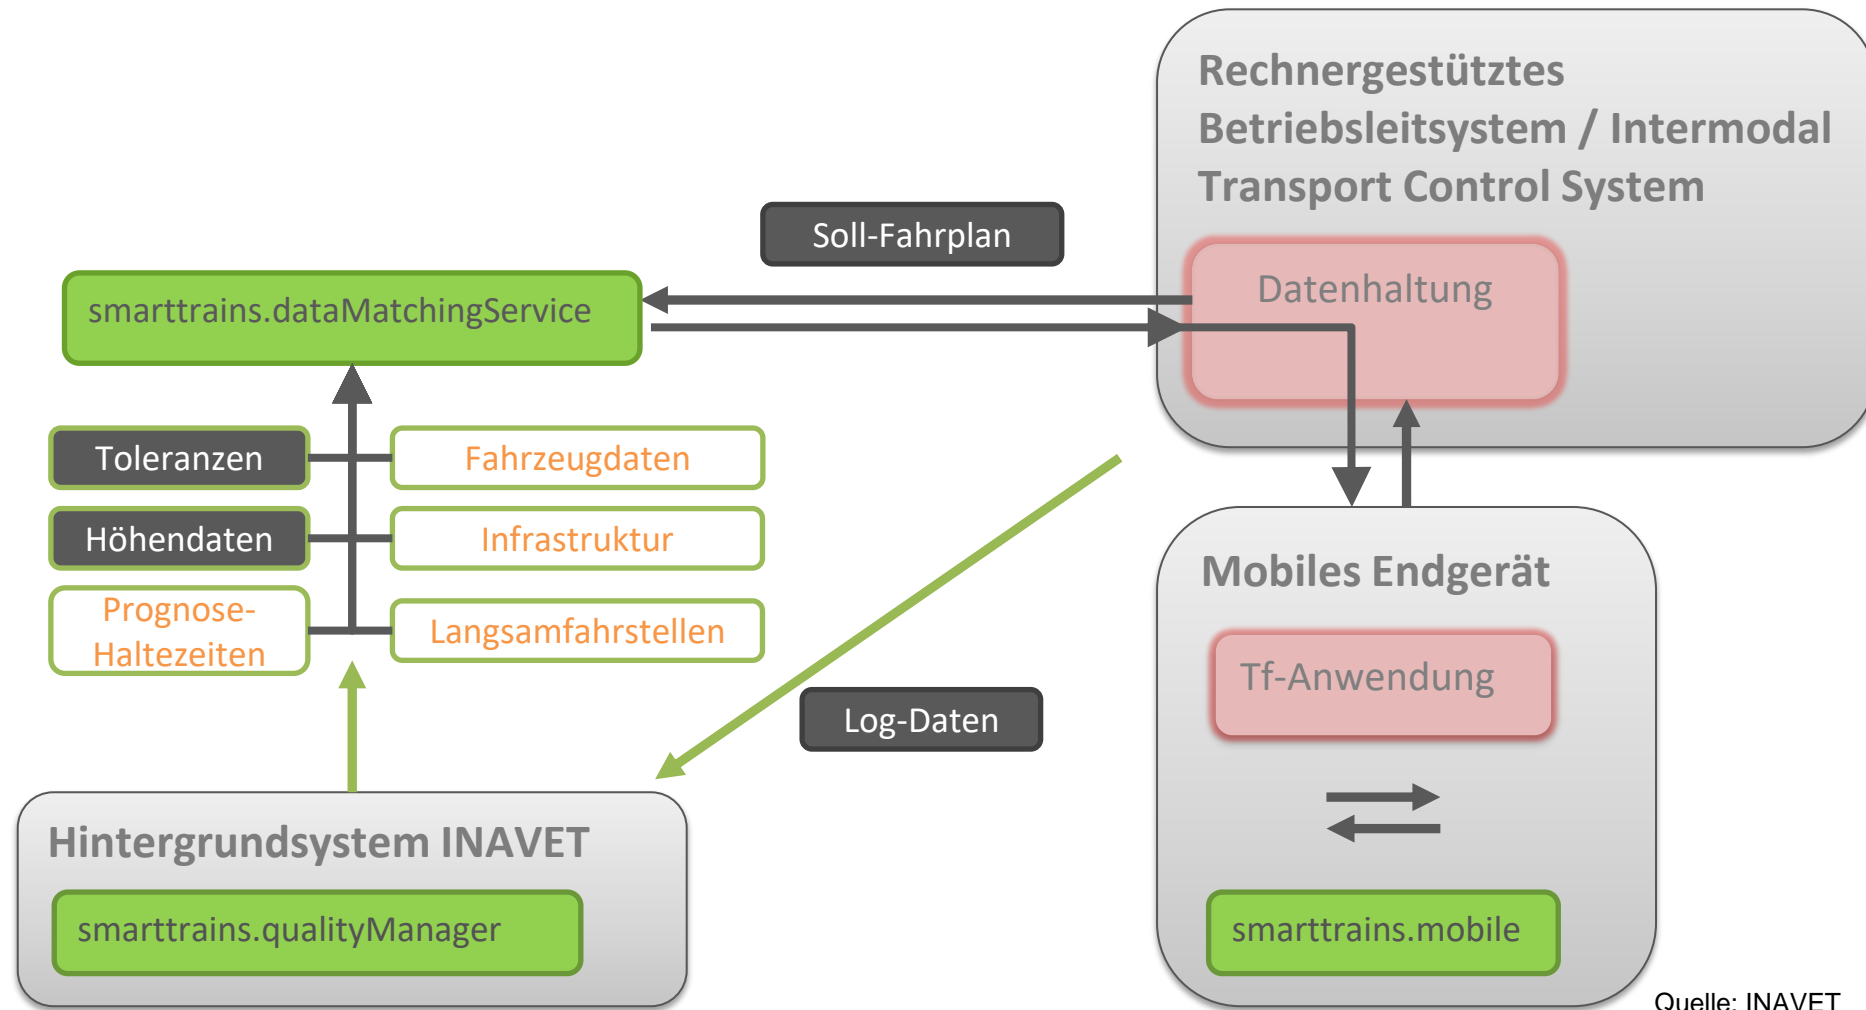 Rechnergestütztes
Betriebsleitsystem / Intermodal
Transport Control System
Soll-Fahrplan
Datenhaltung
smarttrains.dataMatchingService
Toleranzen
Fahrzeugdaten
Höhendaten
Infrastruktur
Prognose-
Haltezeiten
Langsamfahrstellen
Mobiles Endgerät
Tf-Anwendung
Log-Daten
Hintergrundsystem INAVET
smarttrains.qualityManager
smarttrains.mobile
Quelle: INAVET